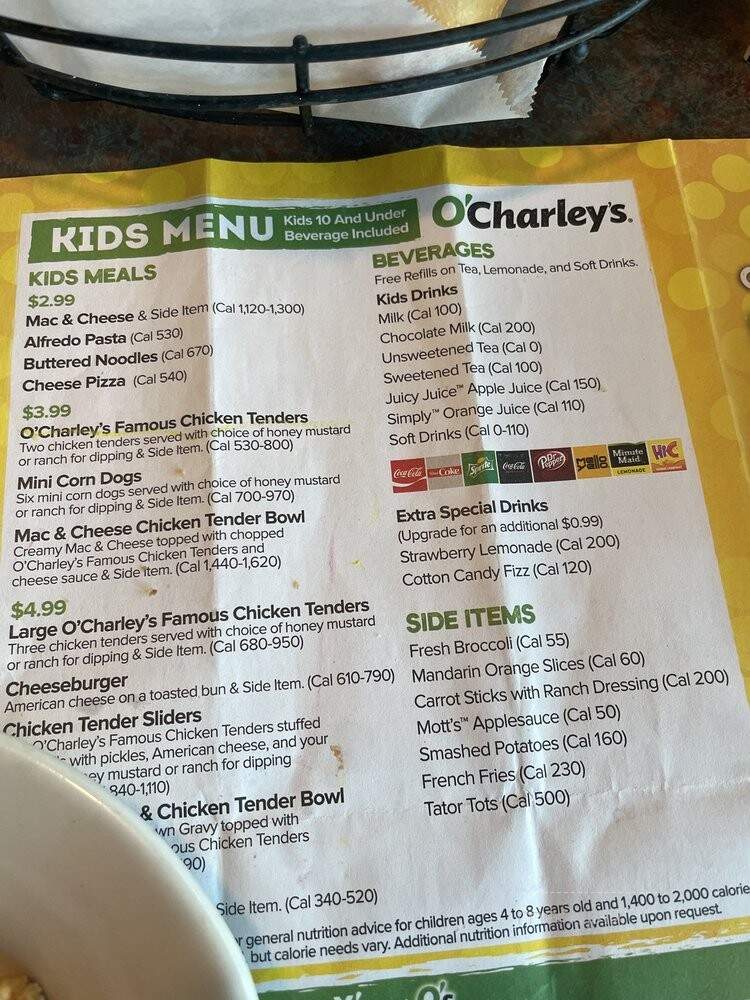 KIDS MENU
Kids 10 And Under
Beverage Included
O'Charley's.
KIDS MEALS
$2.99
Mac & Cheese & Side Item (Cal 1,120-1,300)
Alfredo Pasta (Cal 530)
Buttered Noodles (Cal 670)
Cheese Pizza (Cal 540)
$3.99
O'Charley's Famous Chicken Tenders
Two chicken tenders served with choice of honey mustard
or ranch for dipping & Side Item. (Cal 530-800)
Mini Corn Dogs
Six mini corn dogs served with choice of honey mustard
or ranch for dipping & Side Item. (Cal 700-970)
Mac & Cheese Chicken Tender Bowl
Creamy Mac & Cheese topped with chopped
O'Charley's Famous Chicken Tenders and
cheese sauce & Side item. (Cal 1,440-1,620)
$4.99
Large O'Charley's Famous Chicken Tenders
Three chicken tenders served with choice of honey mustard
or ranch for dipping & Side Item. (Cal 680-950)
Cheeseburger
American cheese on a toasted bun & Side Item. (Cal 610-790)
Chicken Tender Sliders
O'Charley's Famous Chicken Tenders stuffed
with pickles, American cheese, and your
mustard or ranch for dipping
840-1,110)
& Chicken Tender Bowl
Gravy topped with
Chicken Tenders
90)
Side Item. (Cal 340-520)
BEVERAGES
Free Refills on Tea, Lemonade, and Soft Drinks.
Kids Drinks
Milk (Cal 100)
Chocolate Milk (Cal 200)
Unsweetened Tea (Cal 0)
Sweetened Tea (Cal 100)
Juicy Juice™ Apple Juice (Cal 150)
Simply™ Orange Juice (Cal 110)
Soft Drinks (Cal 0-110)
Coca-Cola Coke Sprite Coca-Cola Dr Pepper Mello Minute Maid LEMONADE Hi-C
Extra Special Drinks
(Upgrade for an additional $0.99)
Strawberry Lemonade (Cal 200)
Cotton Candy Fizz (Cal 120)
SIDE ITEMS
Fresh Broccoli (Cal 55)
Mandarin Orange Slices (Cal 60)
Carrot Sticks with Ranch Dressing (Cal 200)
Mott's™ Applesauce (Cal 50)
Smashed Potatoes (Cal 160)
French Fries (Cal 230)
Tator Tots (Cal 500)
general nutrition advice for children ages 4 to 8 years old and 1,400 to 2,000 calorie
but calorie needs vary. Additional nutrition information available upon request.